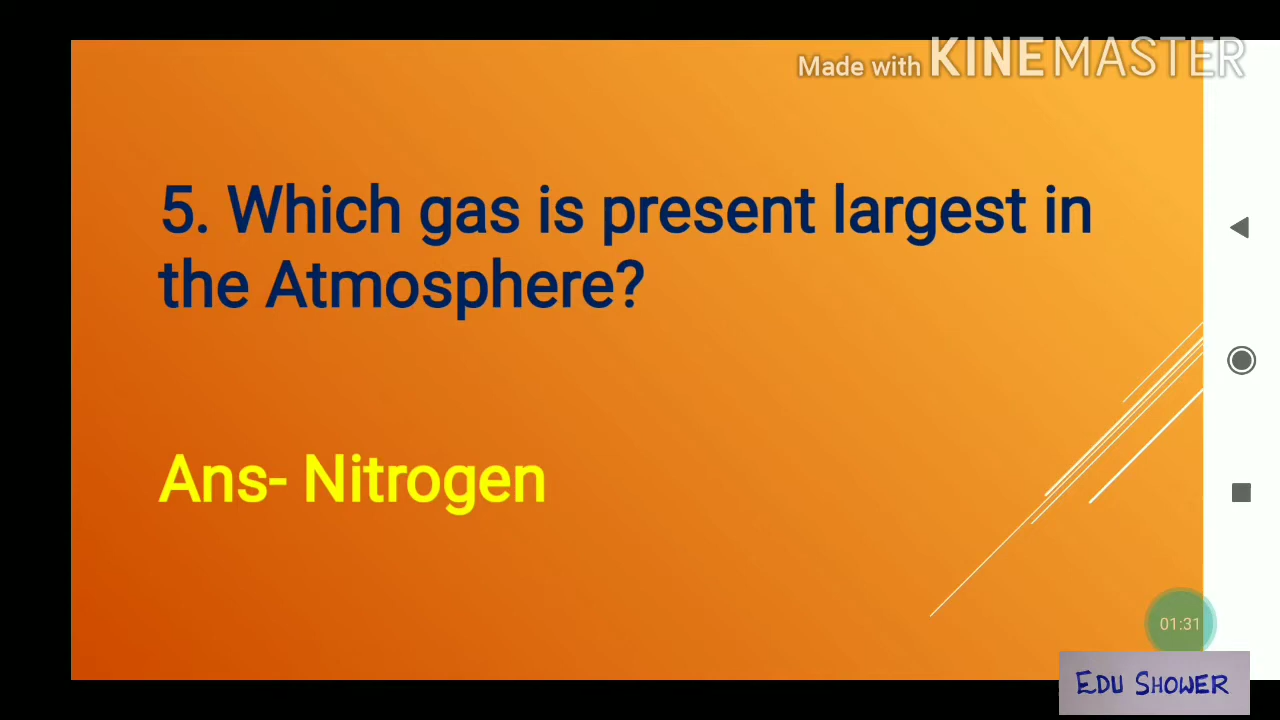 Made with KINEMASTER
5. Which gas is present largest in
the Atmosphere?
Ans- Nitrogen
01:31
EDU SHOWER